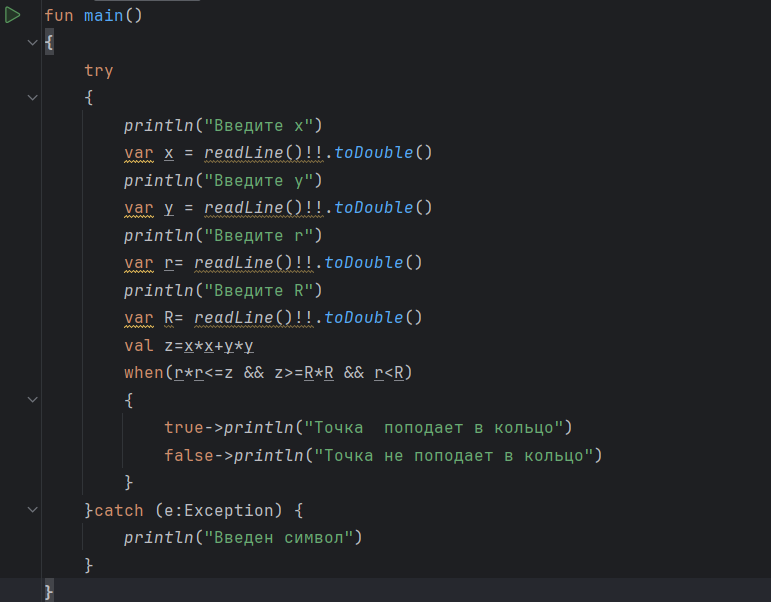 fun main()
{
try
{
println("Введите x")
var x = readLine()!!.toDouble()
println("Введите y")
var y = readLine()!!.toDouble()
println("Введите r")
var r= readLine()!!.toDouble()
println("Введите R")
var R= readLine()!!.toDouble()
val z=x*x+y*y
when(r*r<=z && z>=R*R && r<R)
{
true->println("Точка  поподает в кольцо")
false->println("Точка не поподает в кольцо")
}
}catch (e:Exception) {
println("Введен символ")
}
}